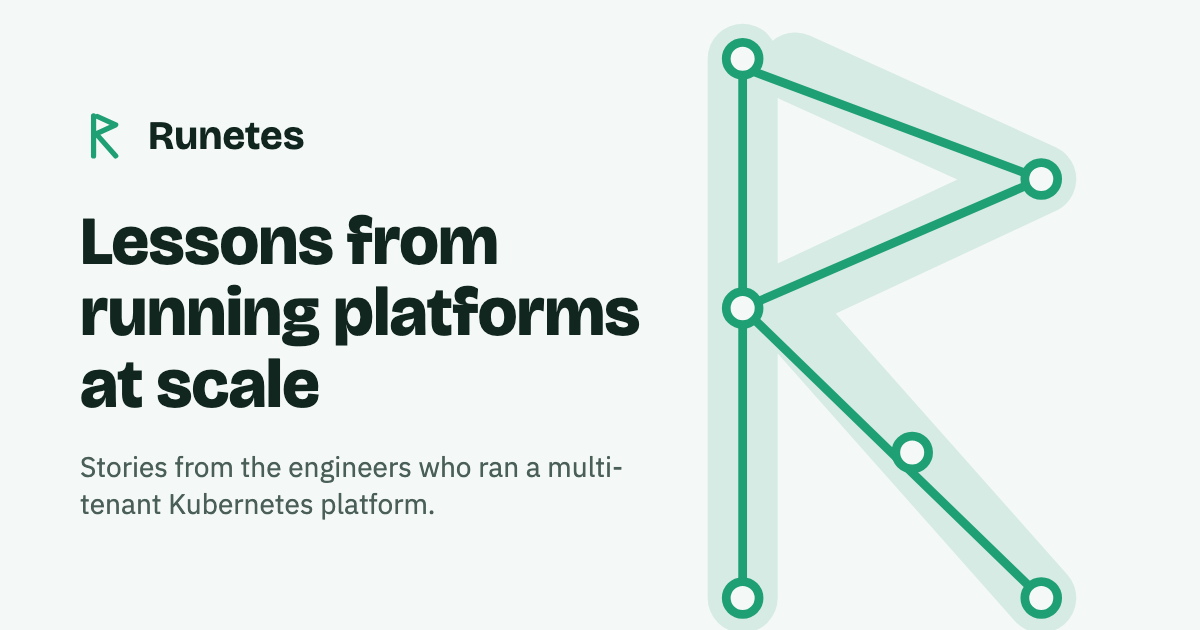 Runetes
Lessons from
running platforms
at scale
Stories from the engineers who ran a multi-
tenant Kubernetes platform.